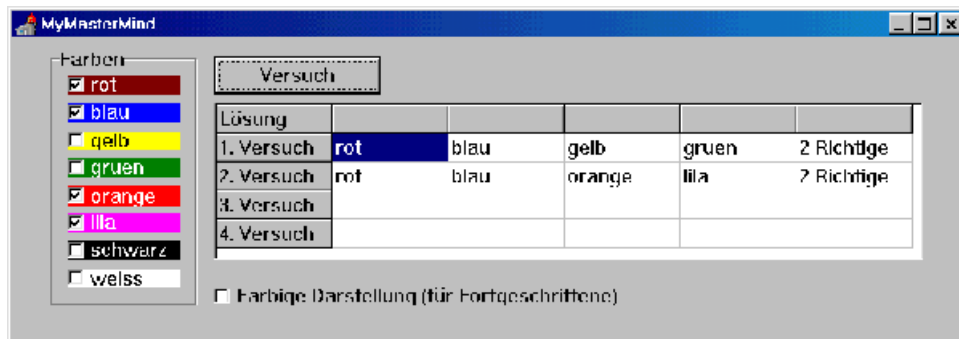 MyMasterMind
Farben
rot
blau
gelb
gruen
orange
lila
schwarz
weiss
Versuch
Lösung
1. Versuch rot blau gelb gruen 2 Richtige
2. Versuch rot blau orange lila 2 Richtige
3. Versuch
4. Versuch
Farbige Darstellung (für Fortgeschrittene)